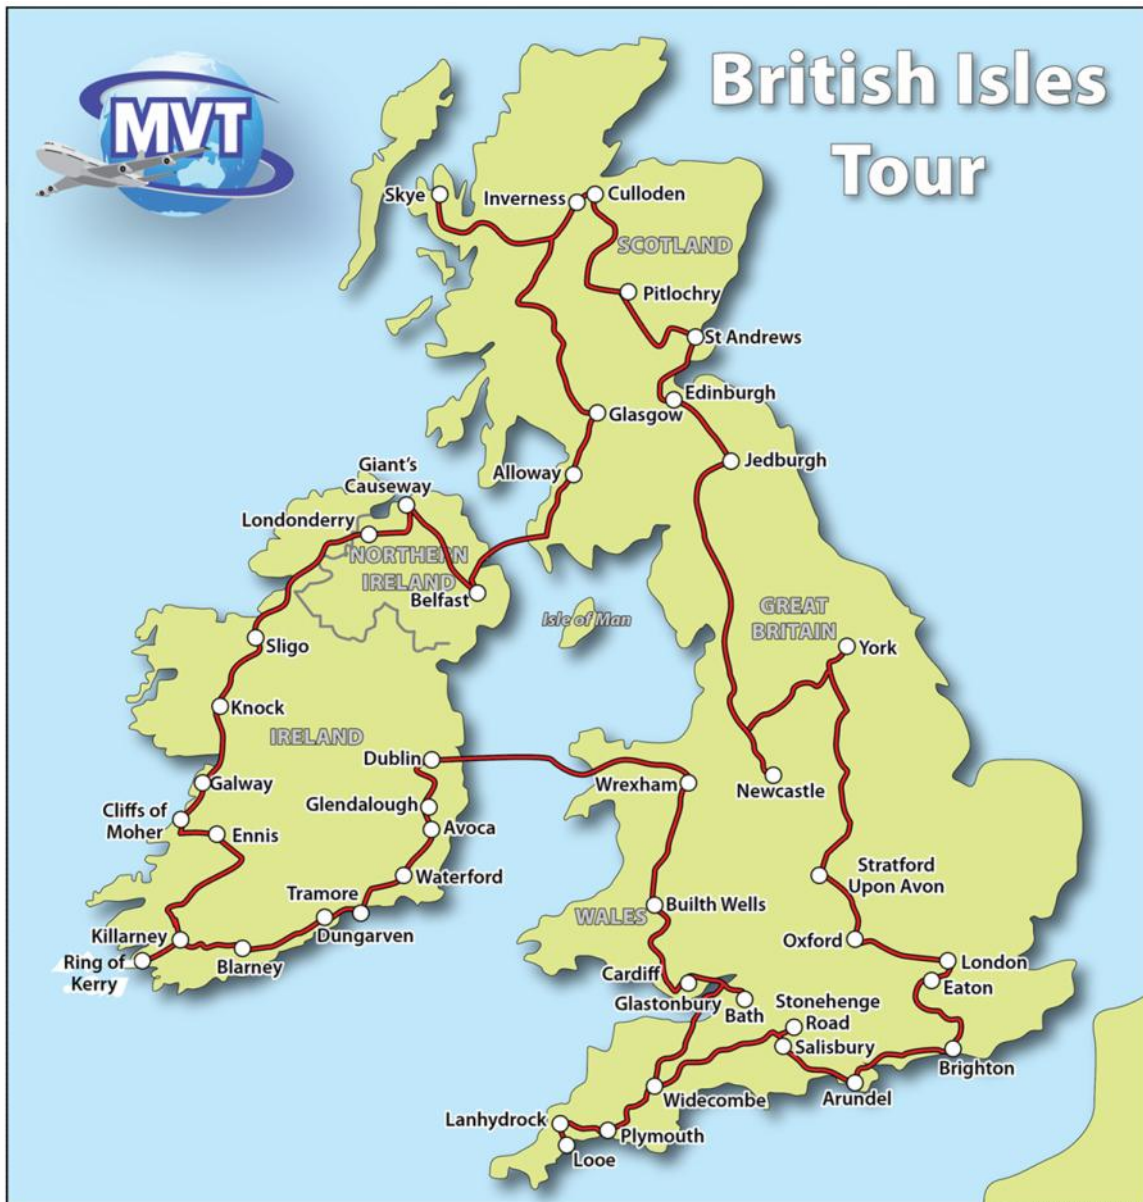 MVT
British Isles
Tour
Skye
Inverness
Culloden
SCOTLAND
Pitlochry
St Andrews
Edinburgh
Glasgow
Jedburgh
Alloway
Giant's
Causeway
Londonderry
NORTHERN
IRELAND
Belfast
Isle of Man
GREAT
BRITAIN
York
Sligo
Knock
IRELAND
Dublin
Wrexham
Newcastle
Galway
Glendalough
Cliffs of
Moher
Ennis
Avoca
Waterford
Stratford
Upon Avon
Tramore
Dungarven
Builth Wells
WALES
Killarney
Blarney
Ring of
Kerry
Oxford
London
Eaton
Cardiff
Glastonbury
Bath
Stonehenge
Road
Salisbury
Brighton
Arundel
Widecombe
Lanhydrock
Plymouth
Looe